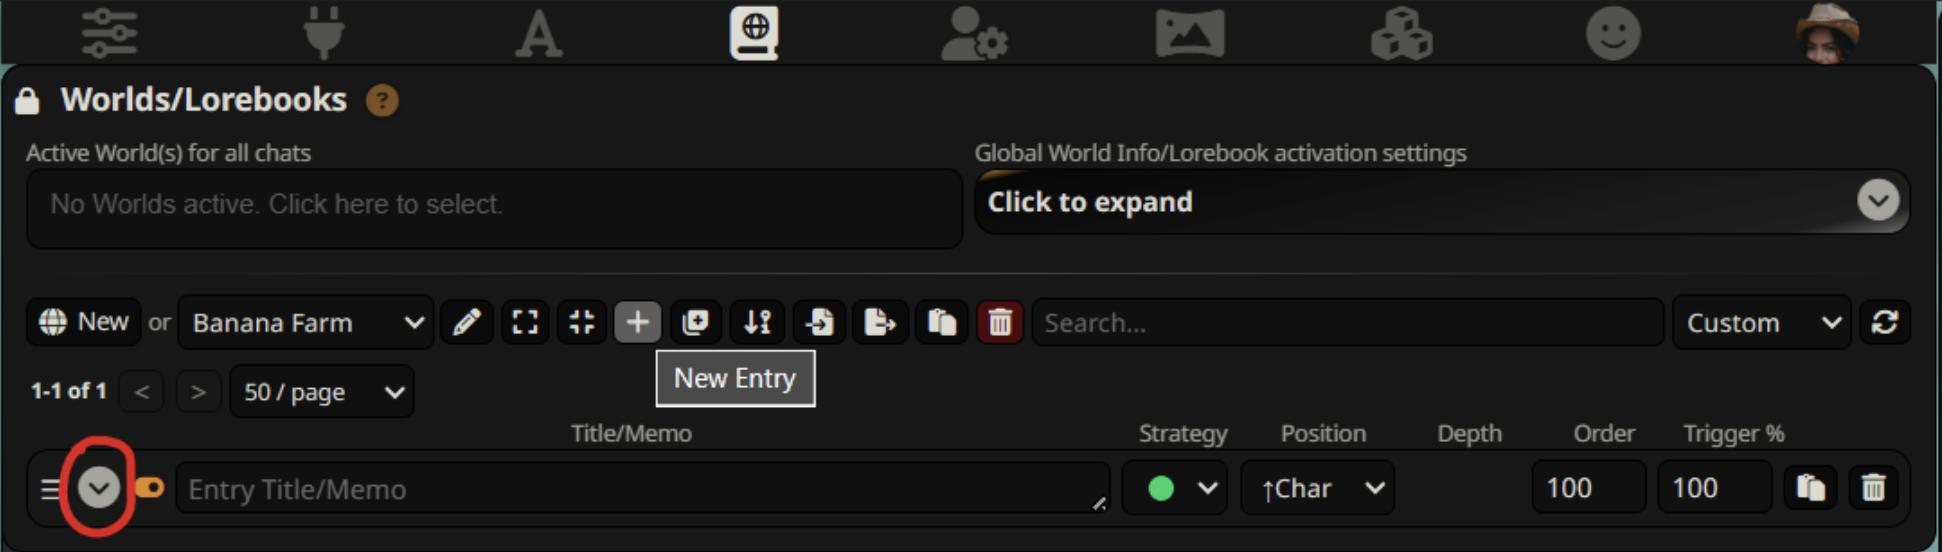 Worlds/Lorebooks ?
Active World(s) for all chats
Global World Info/Lorebook activation settings
No Worlds active. Click here to select.
Click to expand
New or Banana Farm Search... Custom
New Entry
1-1 of 1 < > 50 / page
Title/Memo Strategy Position Depth Order Trigger %
Entry Title/Memo ↑Char 100 100